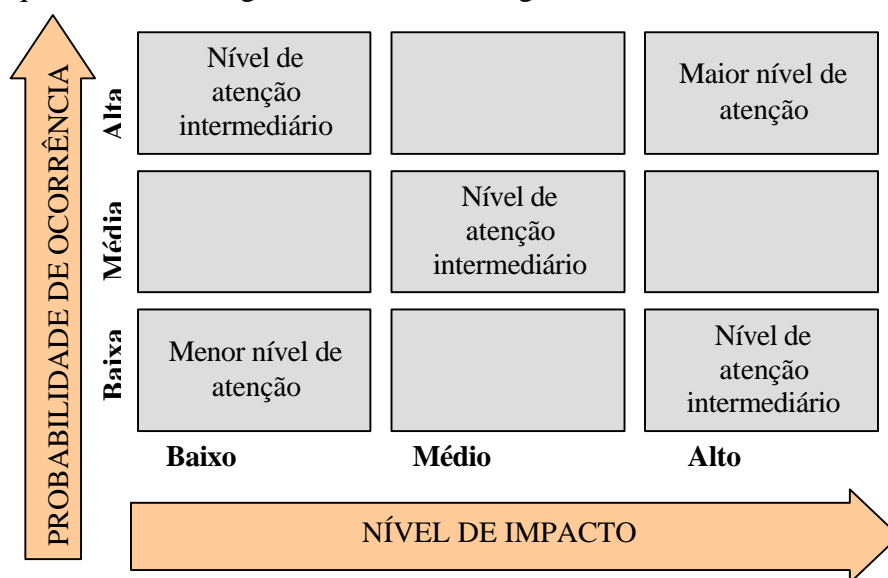 PROBABILIDADE DE OCORRÊNCIA
Alta
Nível de
atenção
intermediário
Maior nível de
atenção
Média
Nível de
atenção
intermediário
Baixa
Menor nível de
atenção
Nível de
atenção
intermediário
Baixo Médio Alto
NÍVEL DE IMPACTO